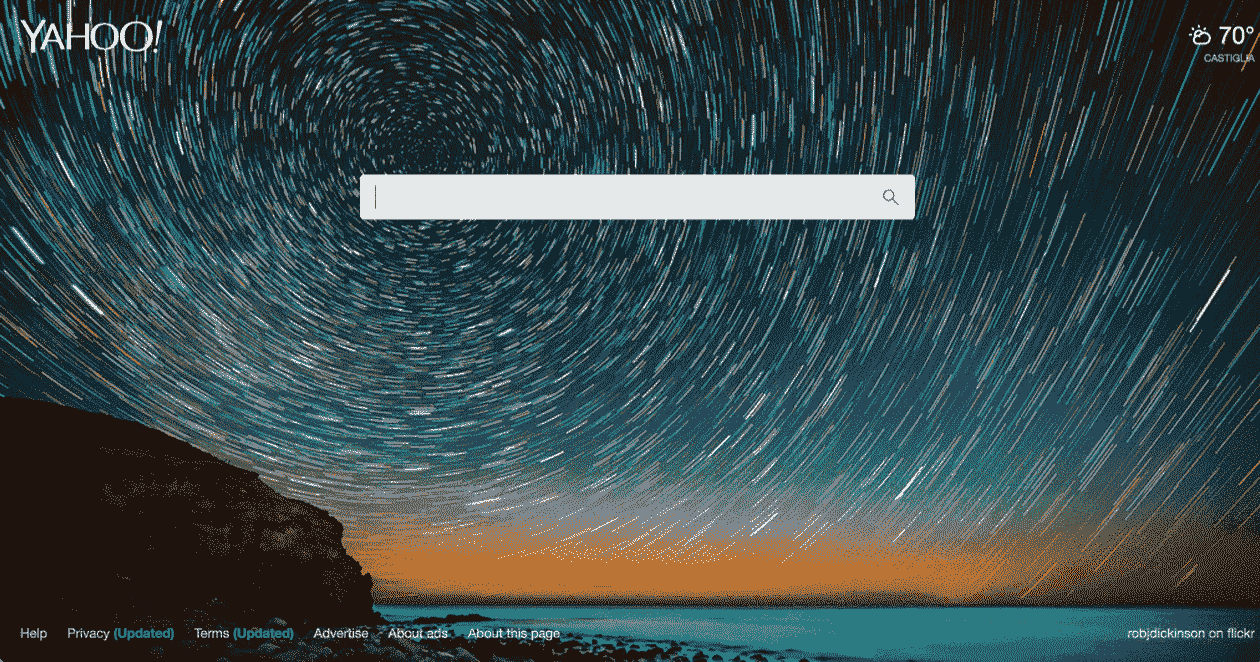 YAHOO!
70°
CASTIGLIA
Help Privacy (Updated) Terms (Updated) Advertise About ads About this page
robjdickinson on flickr